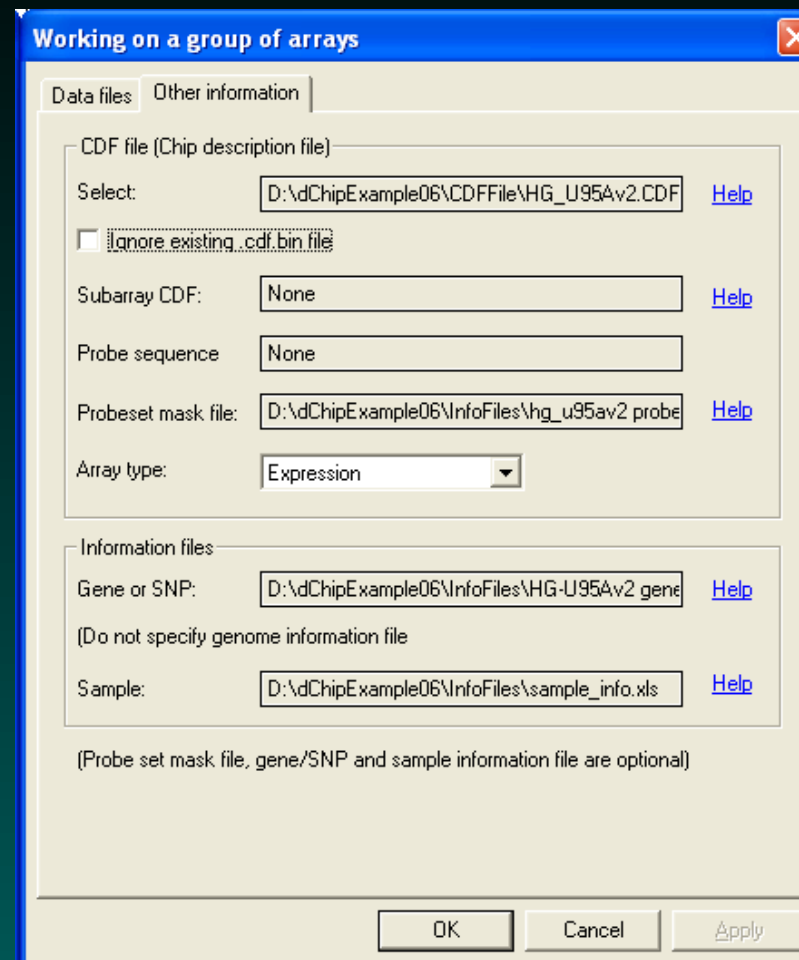 Working on a group of arrays
Data files Other information
CDF file (Chip description file)
Select: D:\dChipExample06\CDFFile\HG_U95Av2.CDF Help
Ignore existing .cdf.bin file
Subarray CDF: None Help
Probe sequence None
Probeset mask file: D:\dChipExample06\InfoFiles\hg_u95av2 probe Help
Array type: Expression
Information files
Gene or SNP: D:\dChipExample06\InfoFiles\HG-U95Av2 gene Help
(Do not specify genome information file
Sample: D:\dChipExample06\InfoFiles\sample_info.xls Help
(Probe set mask file, gene/SNP and sample information file are optional)
OK Cancel Apply